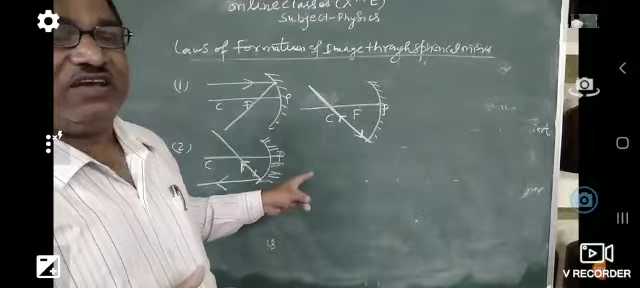 online classes (X
Subject-Physics
Laws of Formation of Image through spherical mirror
(1)
C F P
C F P
(2)
C F P
V RECORDER